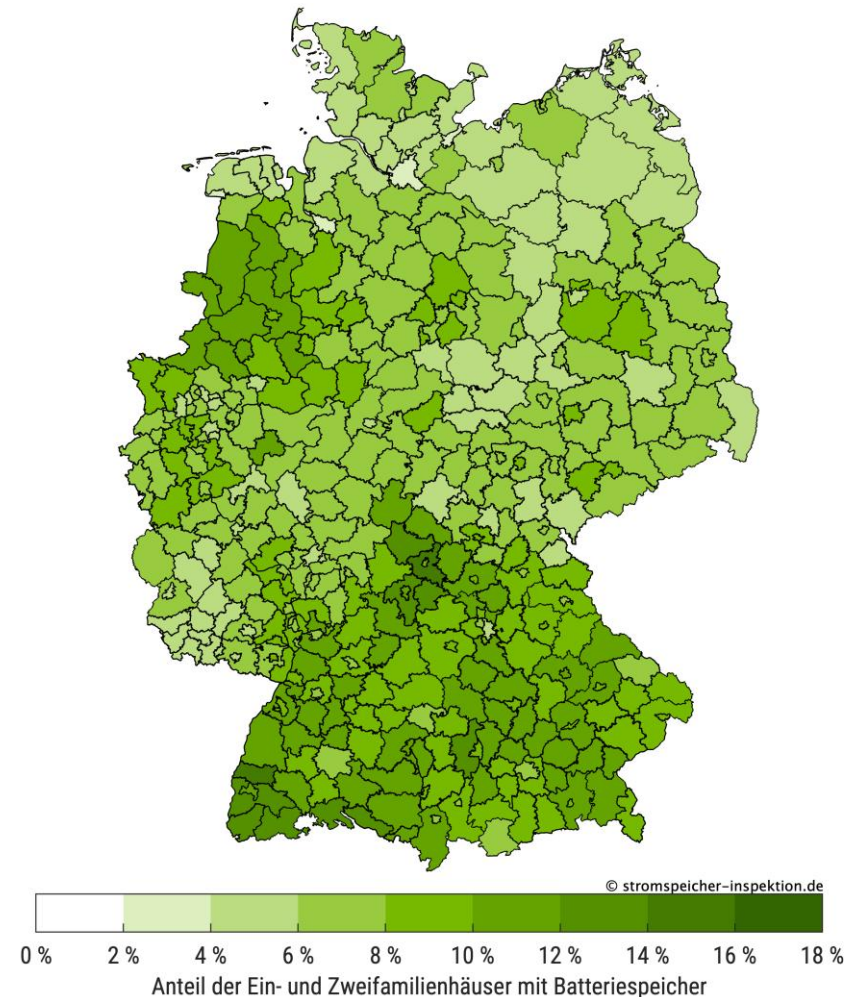 © stromspeicher-inspektion.de
0 % 2 % 4 % 6 % 8 % 10 % 12 % 14 % 16 % 18 %
Anteil der Ein- und Zweifamilienhäuser mit Batteriespeicher